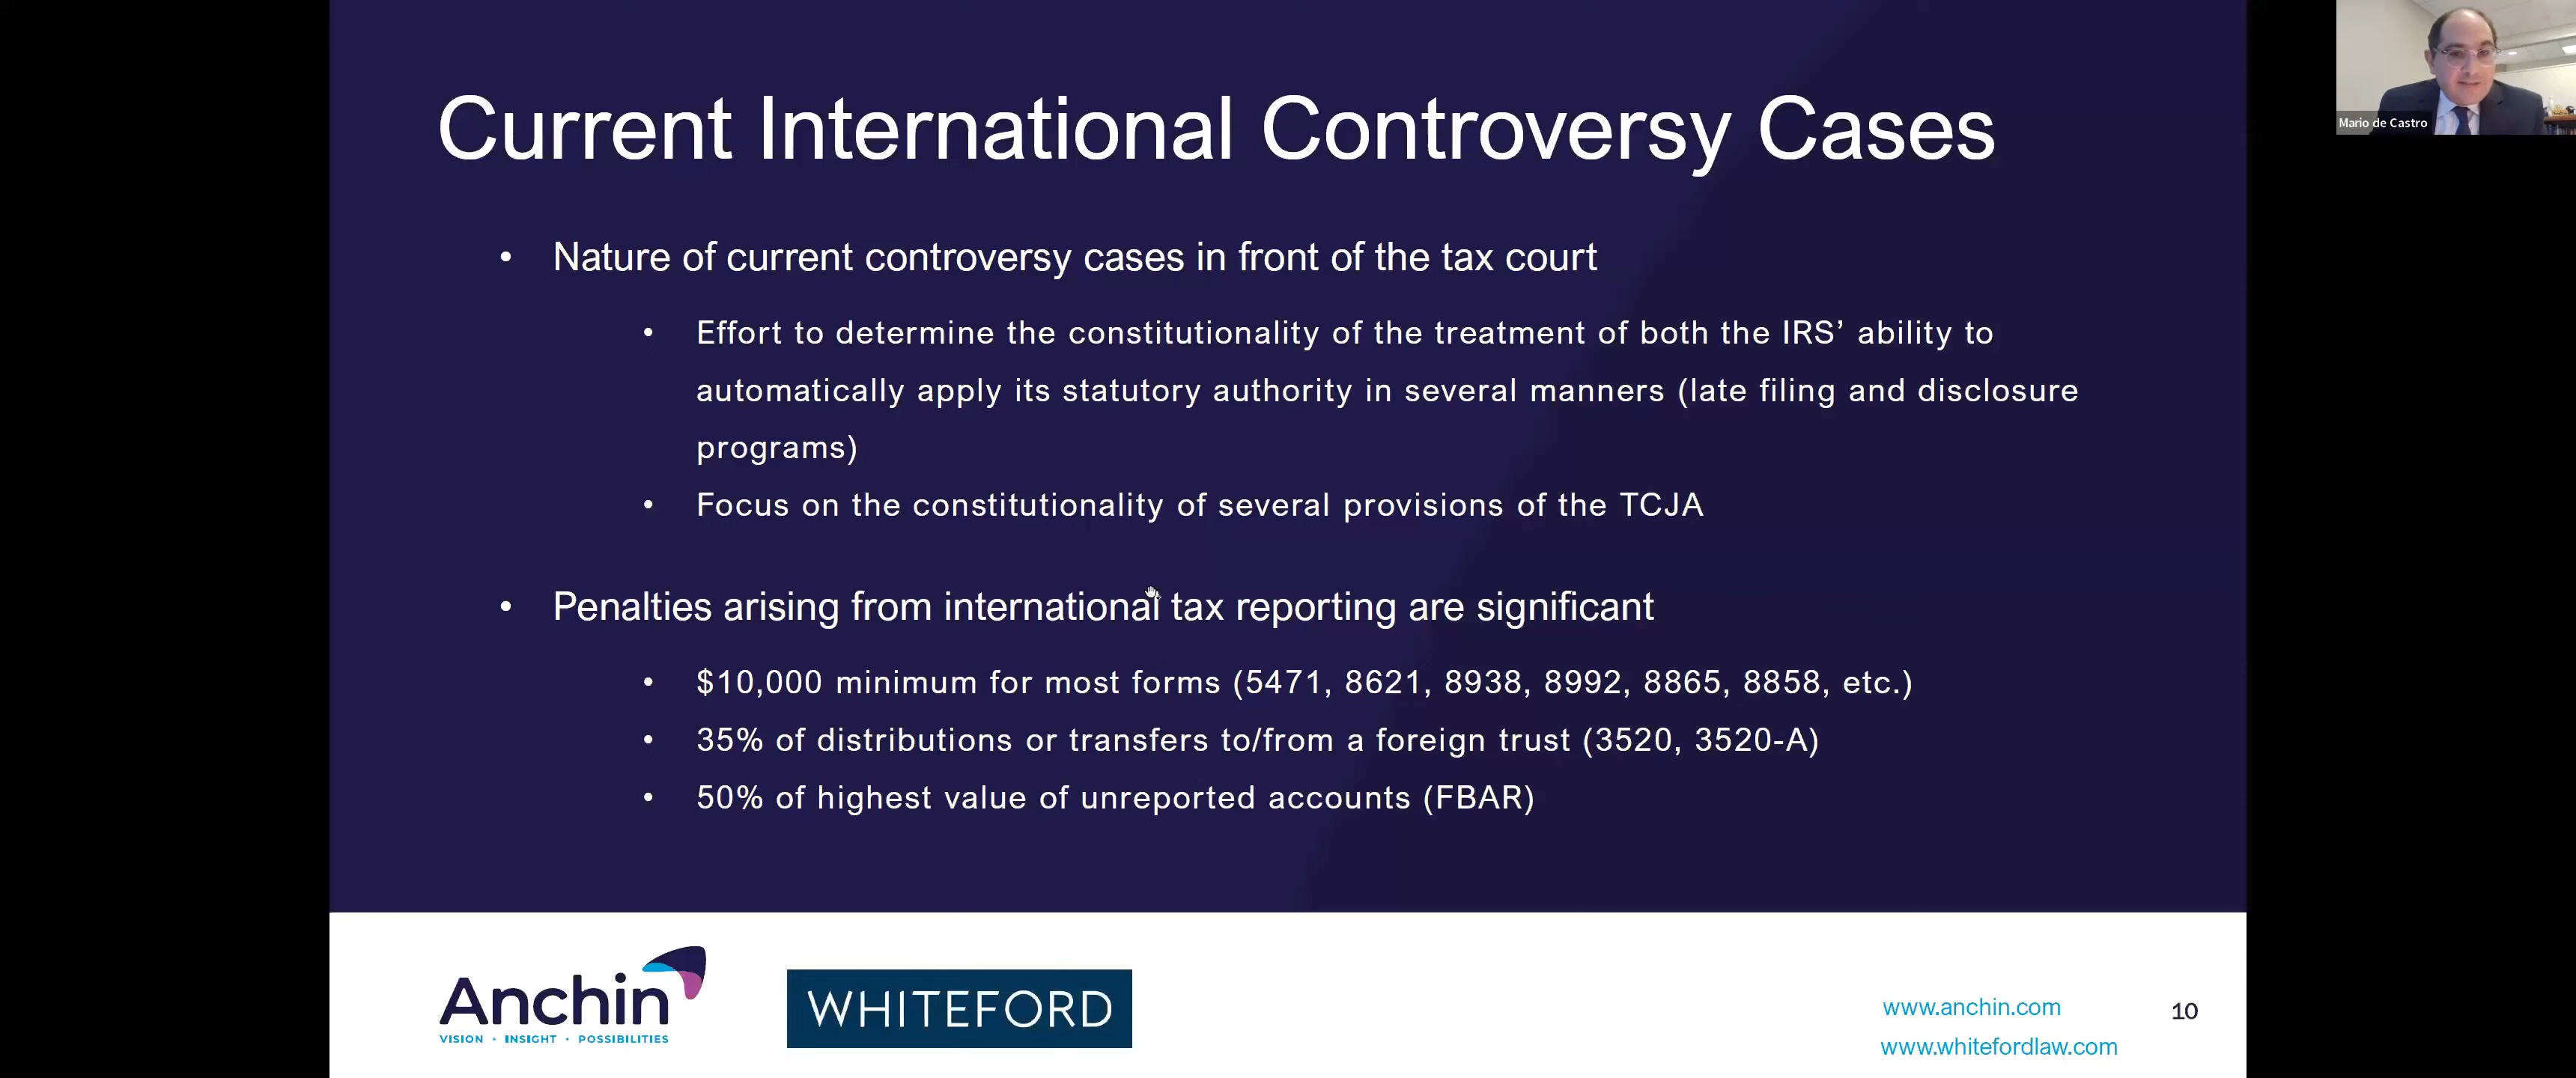 Current International Controversy Cases
• Nature of current controversy cases in front of the tax court
• Effort to determine the constitutionality of the treatment of both the IRS’ ability to
automatically apply its statutory authority in several manners (late filing and disclosure
programs)
• Focus on the constitutionality of several provisions of the TCJA
• Penalties arising from international tax reporting are significant
• $10,000 minimum for most forms (5471, 8621, 8938, 8992, 8865, 8858, etc.)
• 35% of distributions or transfers to/from a foreign trust (3520, 3520-A)
• 50% of highest value of unreported accounts (FBAR)
Anchin
VISION · INSIGHT · POSSIBILITIES
WHITEFORD
www.anchin.com
www.whitefordlaw.com
10
Mario de Castro